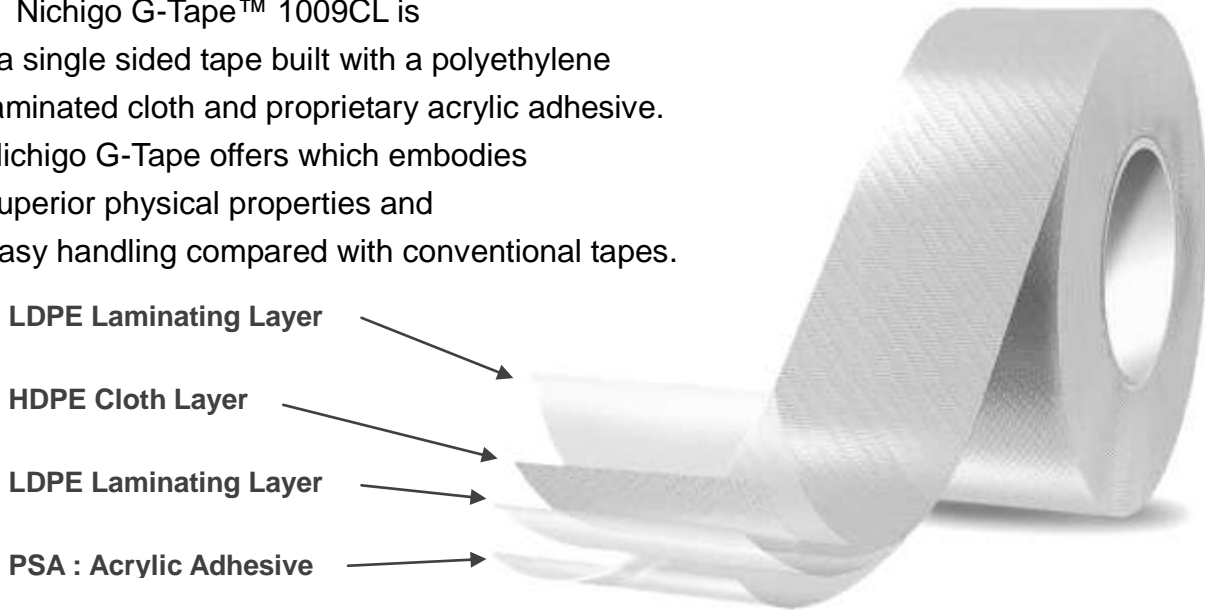 Nichigo G-Tape™ 1009CL is
a single sided tape built with a polyethylene
aminated cloth and proprietary acrylic adhesive.
lichigo G-Tape offers which embodies
uperior physical properties and
asy handling compared with conventional tapes.
LDPE Laminating Layer
HDPE Cloth Layer
LDPE Laminating Layer
PSA : Acrylic Adhesive